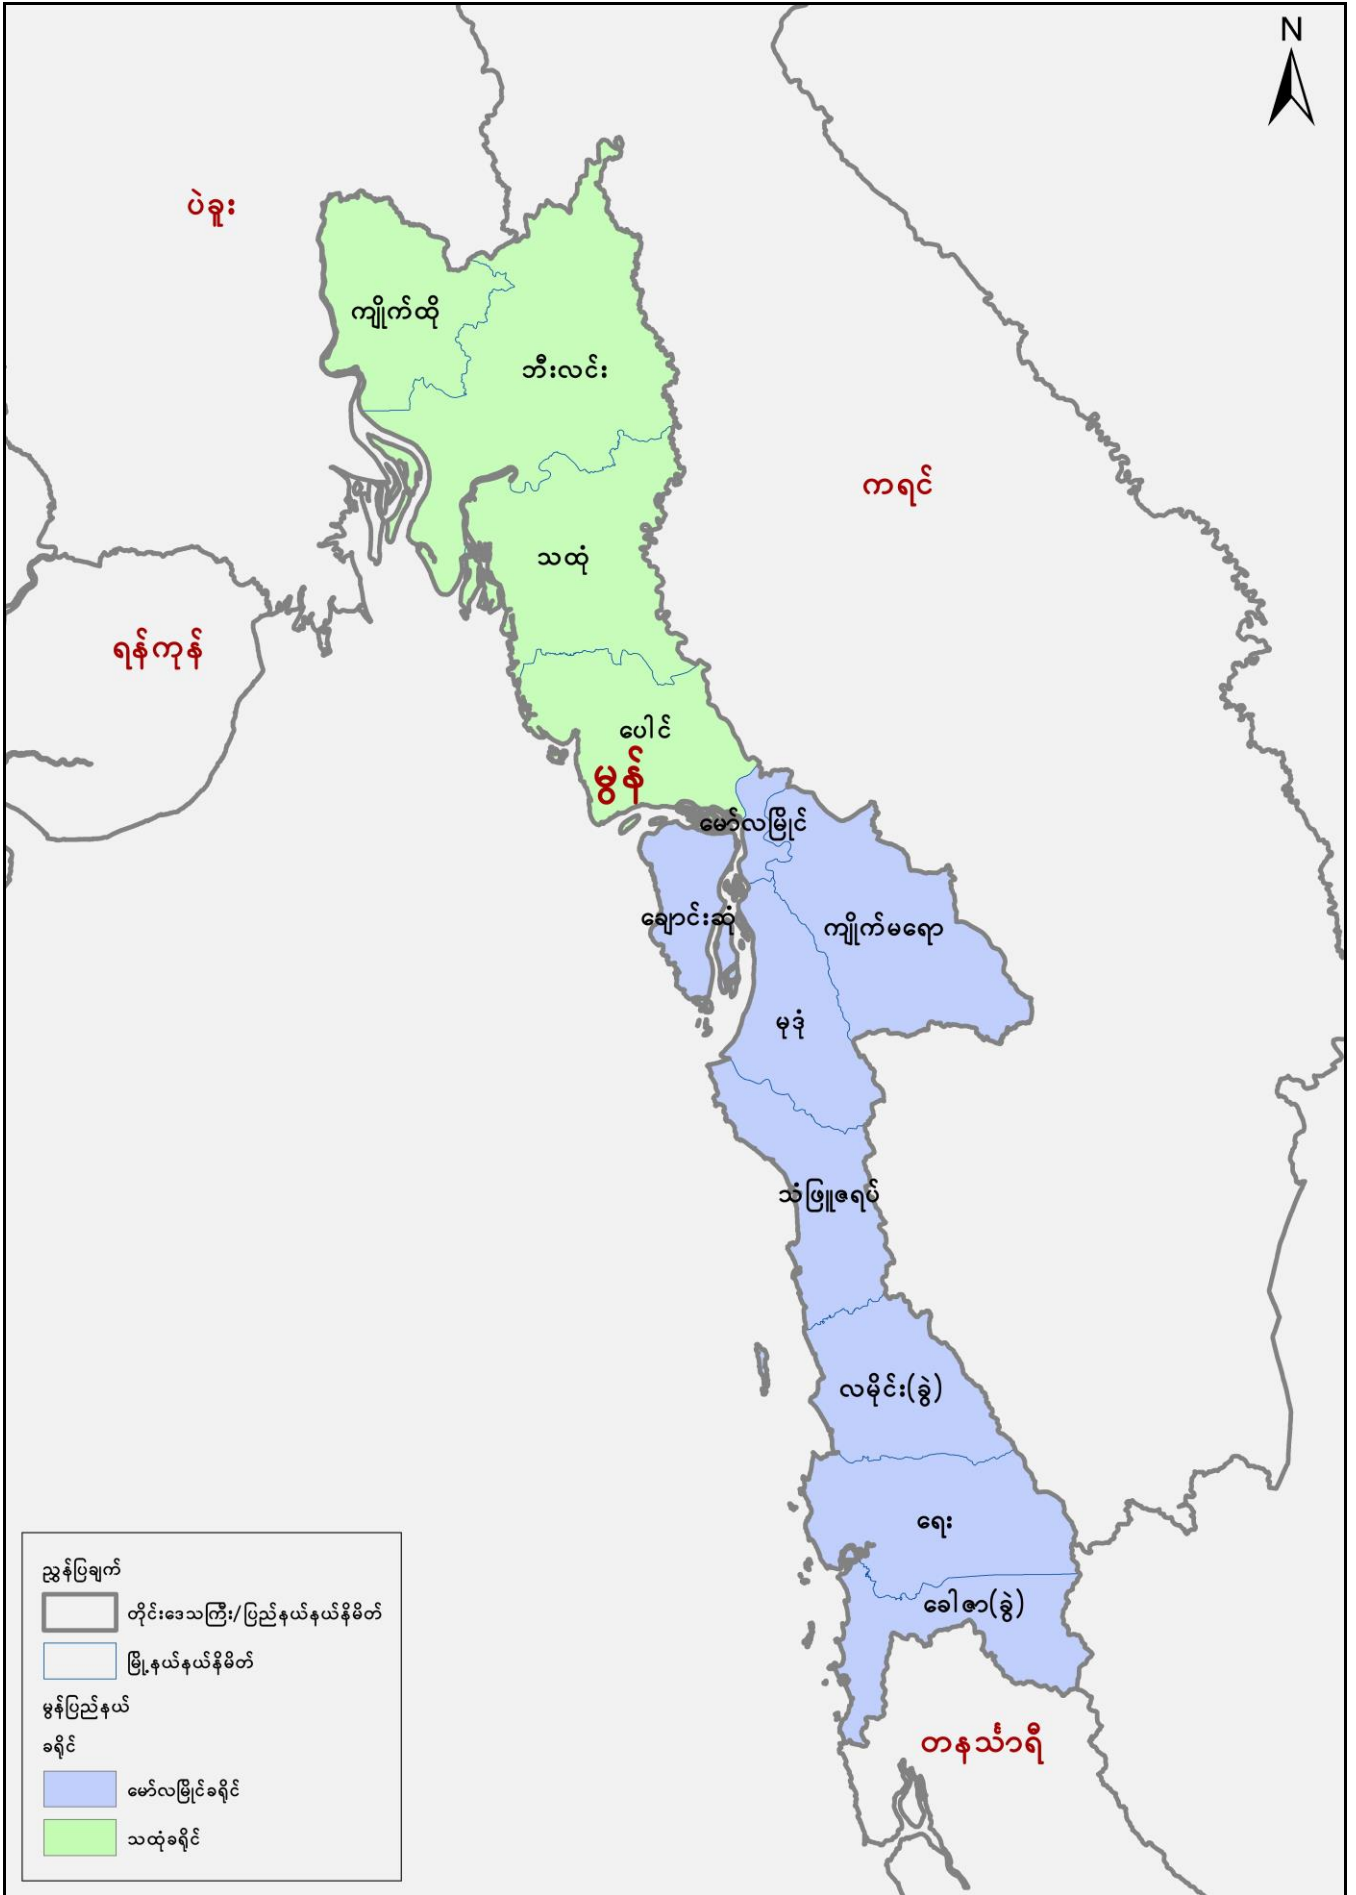 N
ပဲခူး
ကျိုက်ထို
ဘီးလင်း
ကရင်
သထုံ
ရန်ကုန်
ပေါင်
မွန်
မော်လမြိုင်
ချောင်းဆုံ
ကျိုက်မရော
မုဒုံ
သံဖြူဇရပ်
လမိုင်း(ခွဲ)
ရေး
ခေါဇာ(ခွဲ)
တနင်္သာရီ
ညွှန်ပြချက်
တိုင်းဒေသကြီး/ပြည်နယ်နယ်နိမိတ်
မြို့နယ်နယ်နိမိတ်
မွန်ပြည်နယ်
ခရိုင်
မော်လမြိုင်ခရိုင်
သထုံခရိုင်